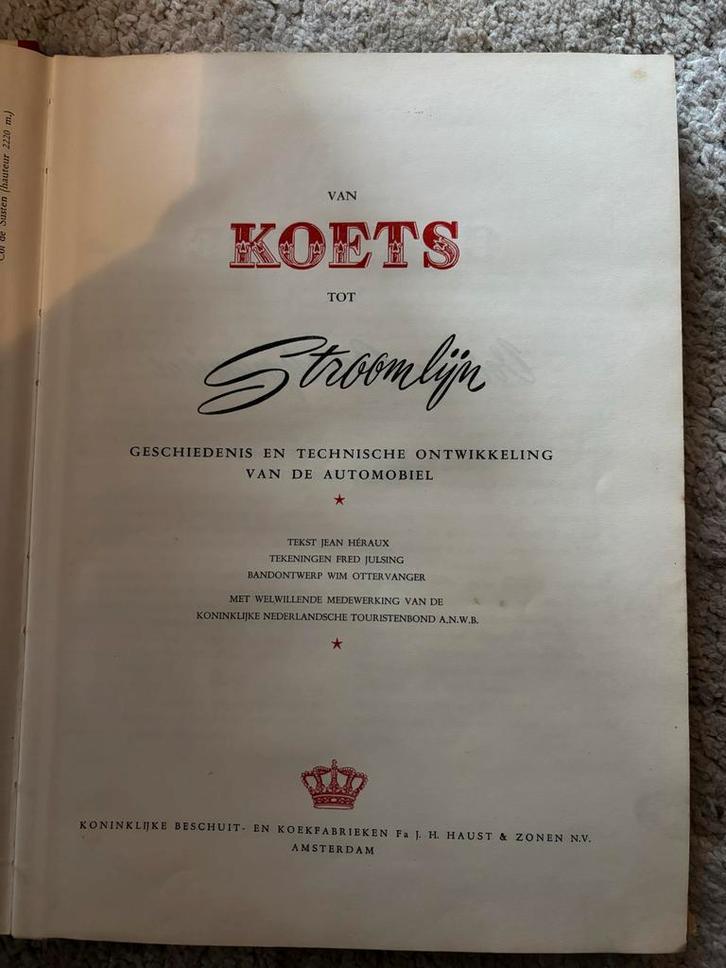 Col de Susten (hauteur 2220 m.)
VAN
KOETS
TOT
Stroomlijn
GESCHIEDENIS EN TECHNISCHE ONTWIKKELING
VAN DE AUTOMOBIEL
TEKST JEAN HÉRAUX
TEKENINGEN FRED JULSING
BANDONTWERP WIM OTTERVANGER
MET WELWILLENDE MEDEWERKING VAN DE
KONINKLIJKE NEDERLANDSCHE TOURISTENBOND A.N.W.B.
KONINKLIJKE BESCHUIT- EN KOEKFABRIEKEN Fa J. H. HAUST & ZONEN N.V.
AMSTERDAM